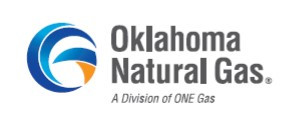 Oklahoma
Natural Gas®
A Division of ONE Gas